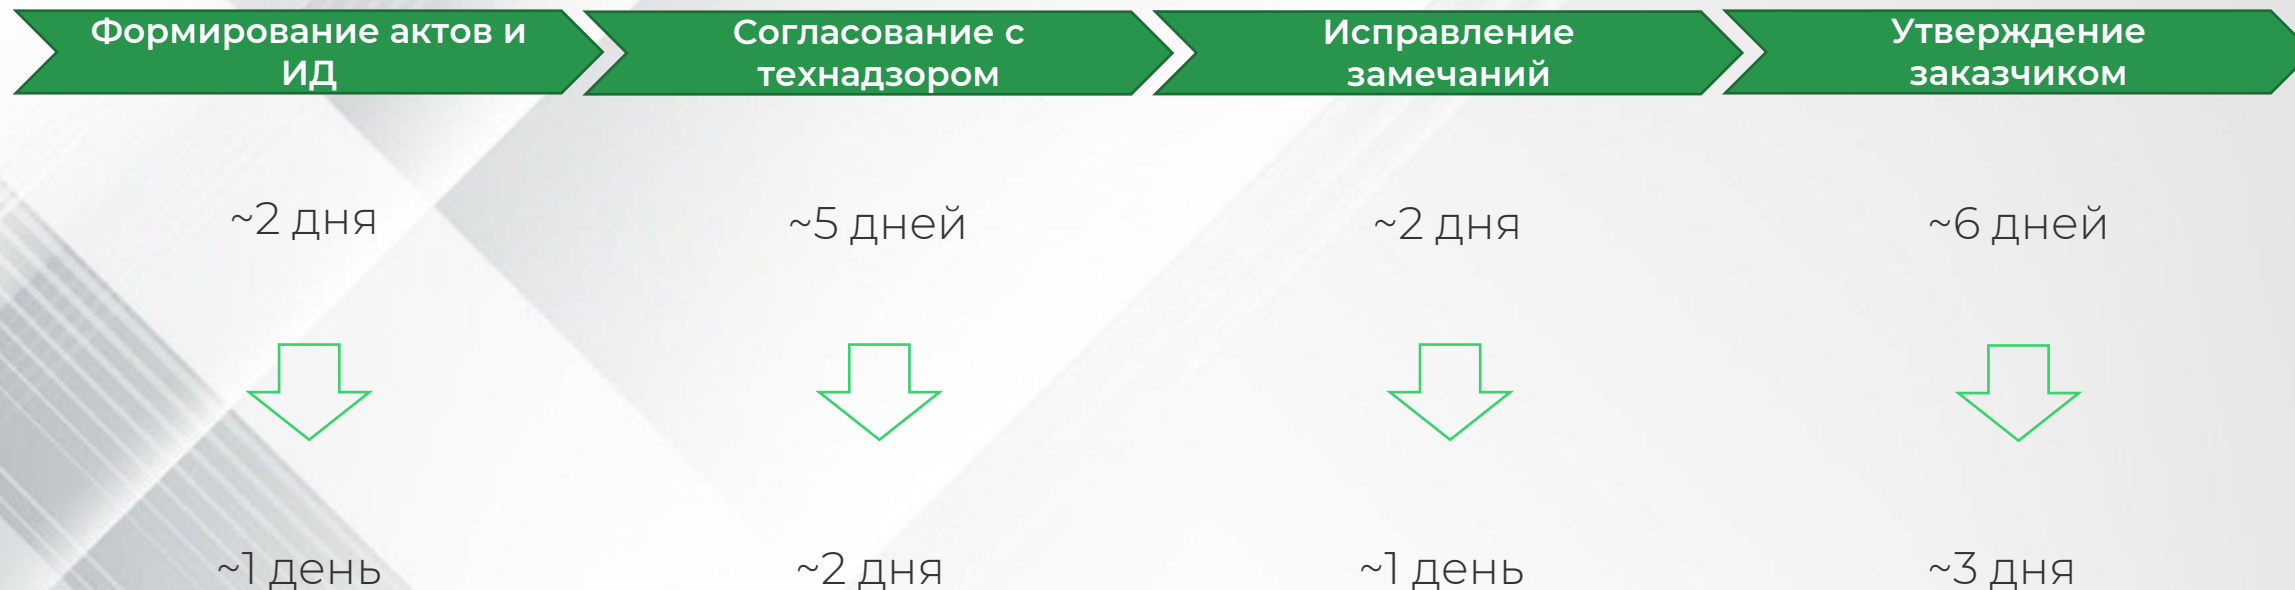 Формирование актов и
ИД
Согласование с
технадзором
Исправление
замечаний
Утверждение
заказчиком
~2 дня
~5 дней
~2 дня
~6 дней
~1 день
~2 дня
~1 день
~3 дня